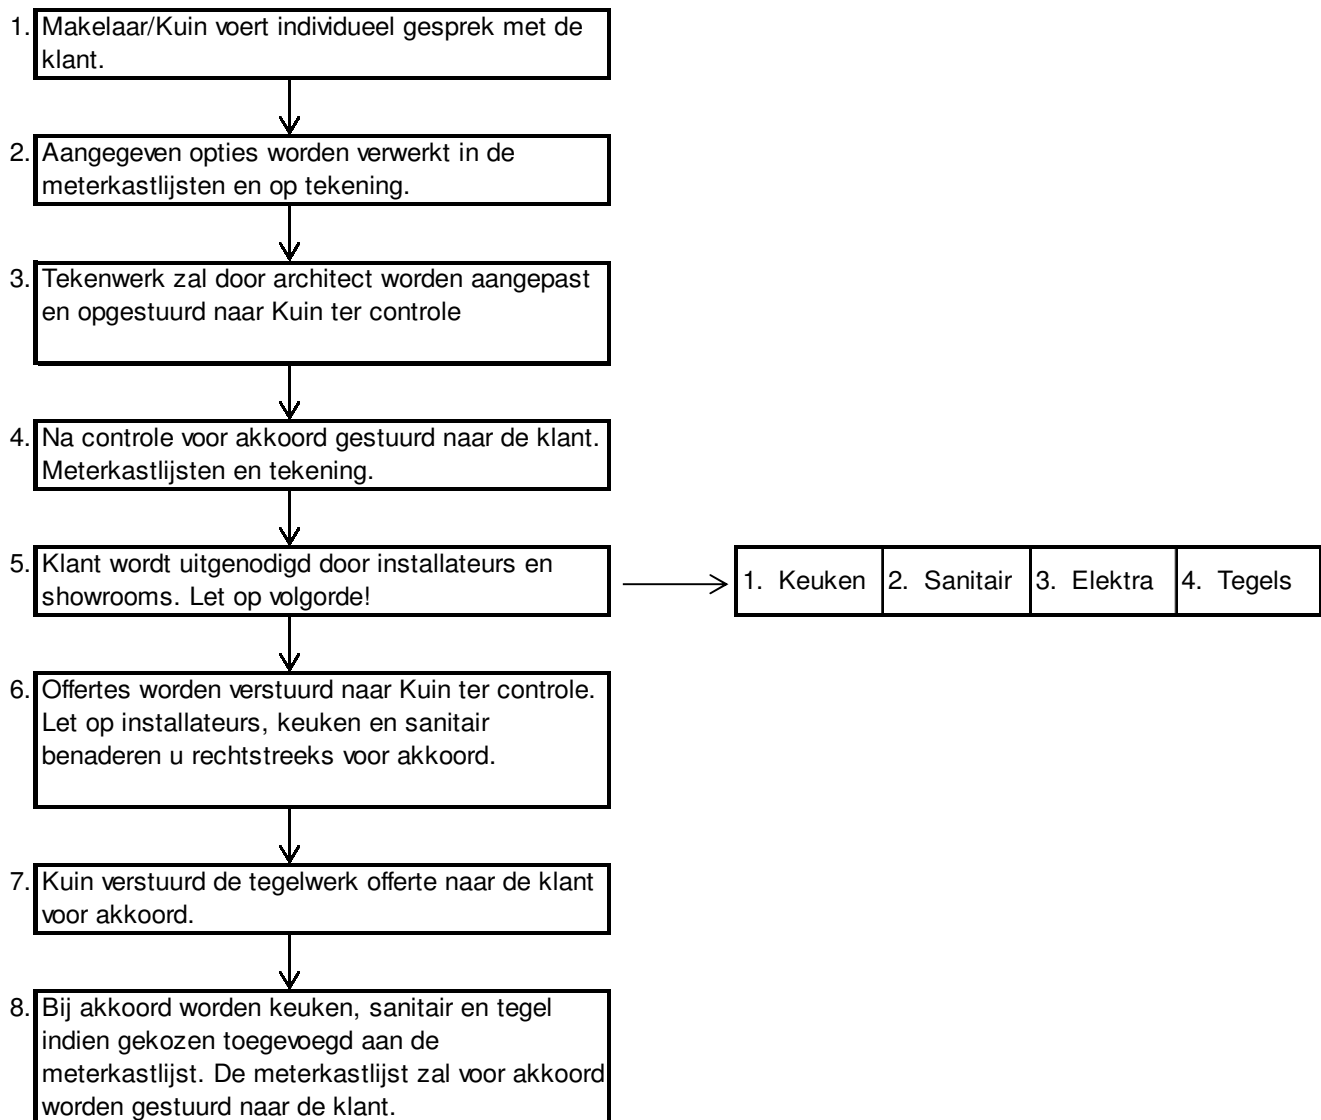 1. Makelaar/Kuin voert individueel gesprek met de
klant.
2. Aangegeven opties worden verwerkt in de
meterkastlijsten en op tekening.
3. Tekenwerk zal door architect worden aangepast
en opgestuurd naar Kuin ter controle
4. Na controle voor akkoord gestuurd naar de klant.
Meterkastlijsten en tekening.
5. Klant wordt uitgenodigd door installateurs en
showrooms. Let op volgorde!
1. Keuken 2. Sanitair 3. Elektra 4. Tegels
6. Offertes worden verstuurd naar Kuin ter controle.
Let op installateurs, keuken en sanitair
benaderen u rechtstreeks voor akkoord.
7. Kuin verstuurd de tegelwerk offerte naar de klant
voor akkoord.
8. Bij akkoord worden keuken, sanitair en tegel
indien gekozen toegevoegd aan de
meterkastlijst. De meterkastlijst zal voor akkoord
worden gestuurd naar de klant.